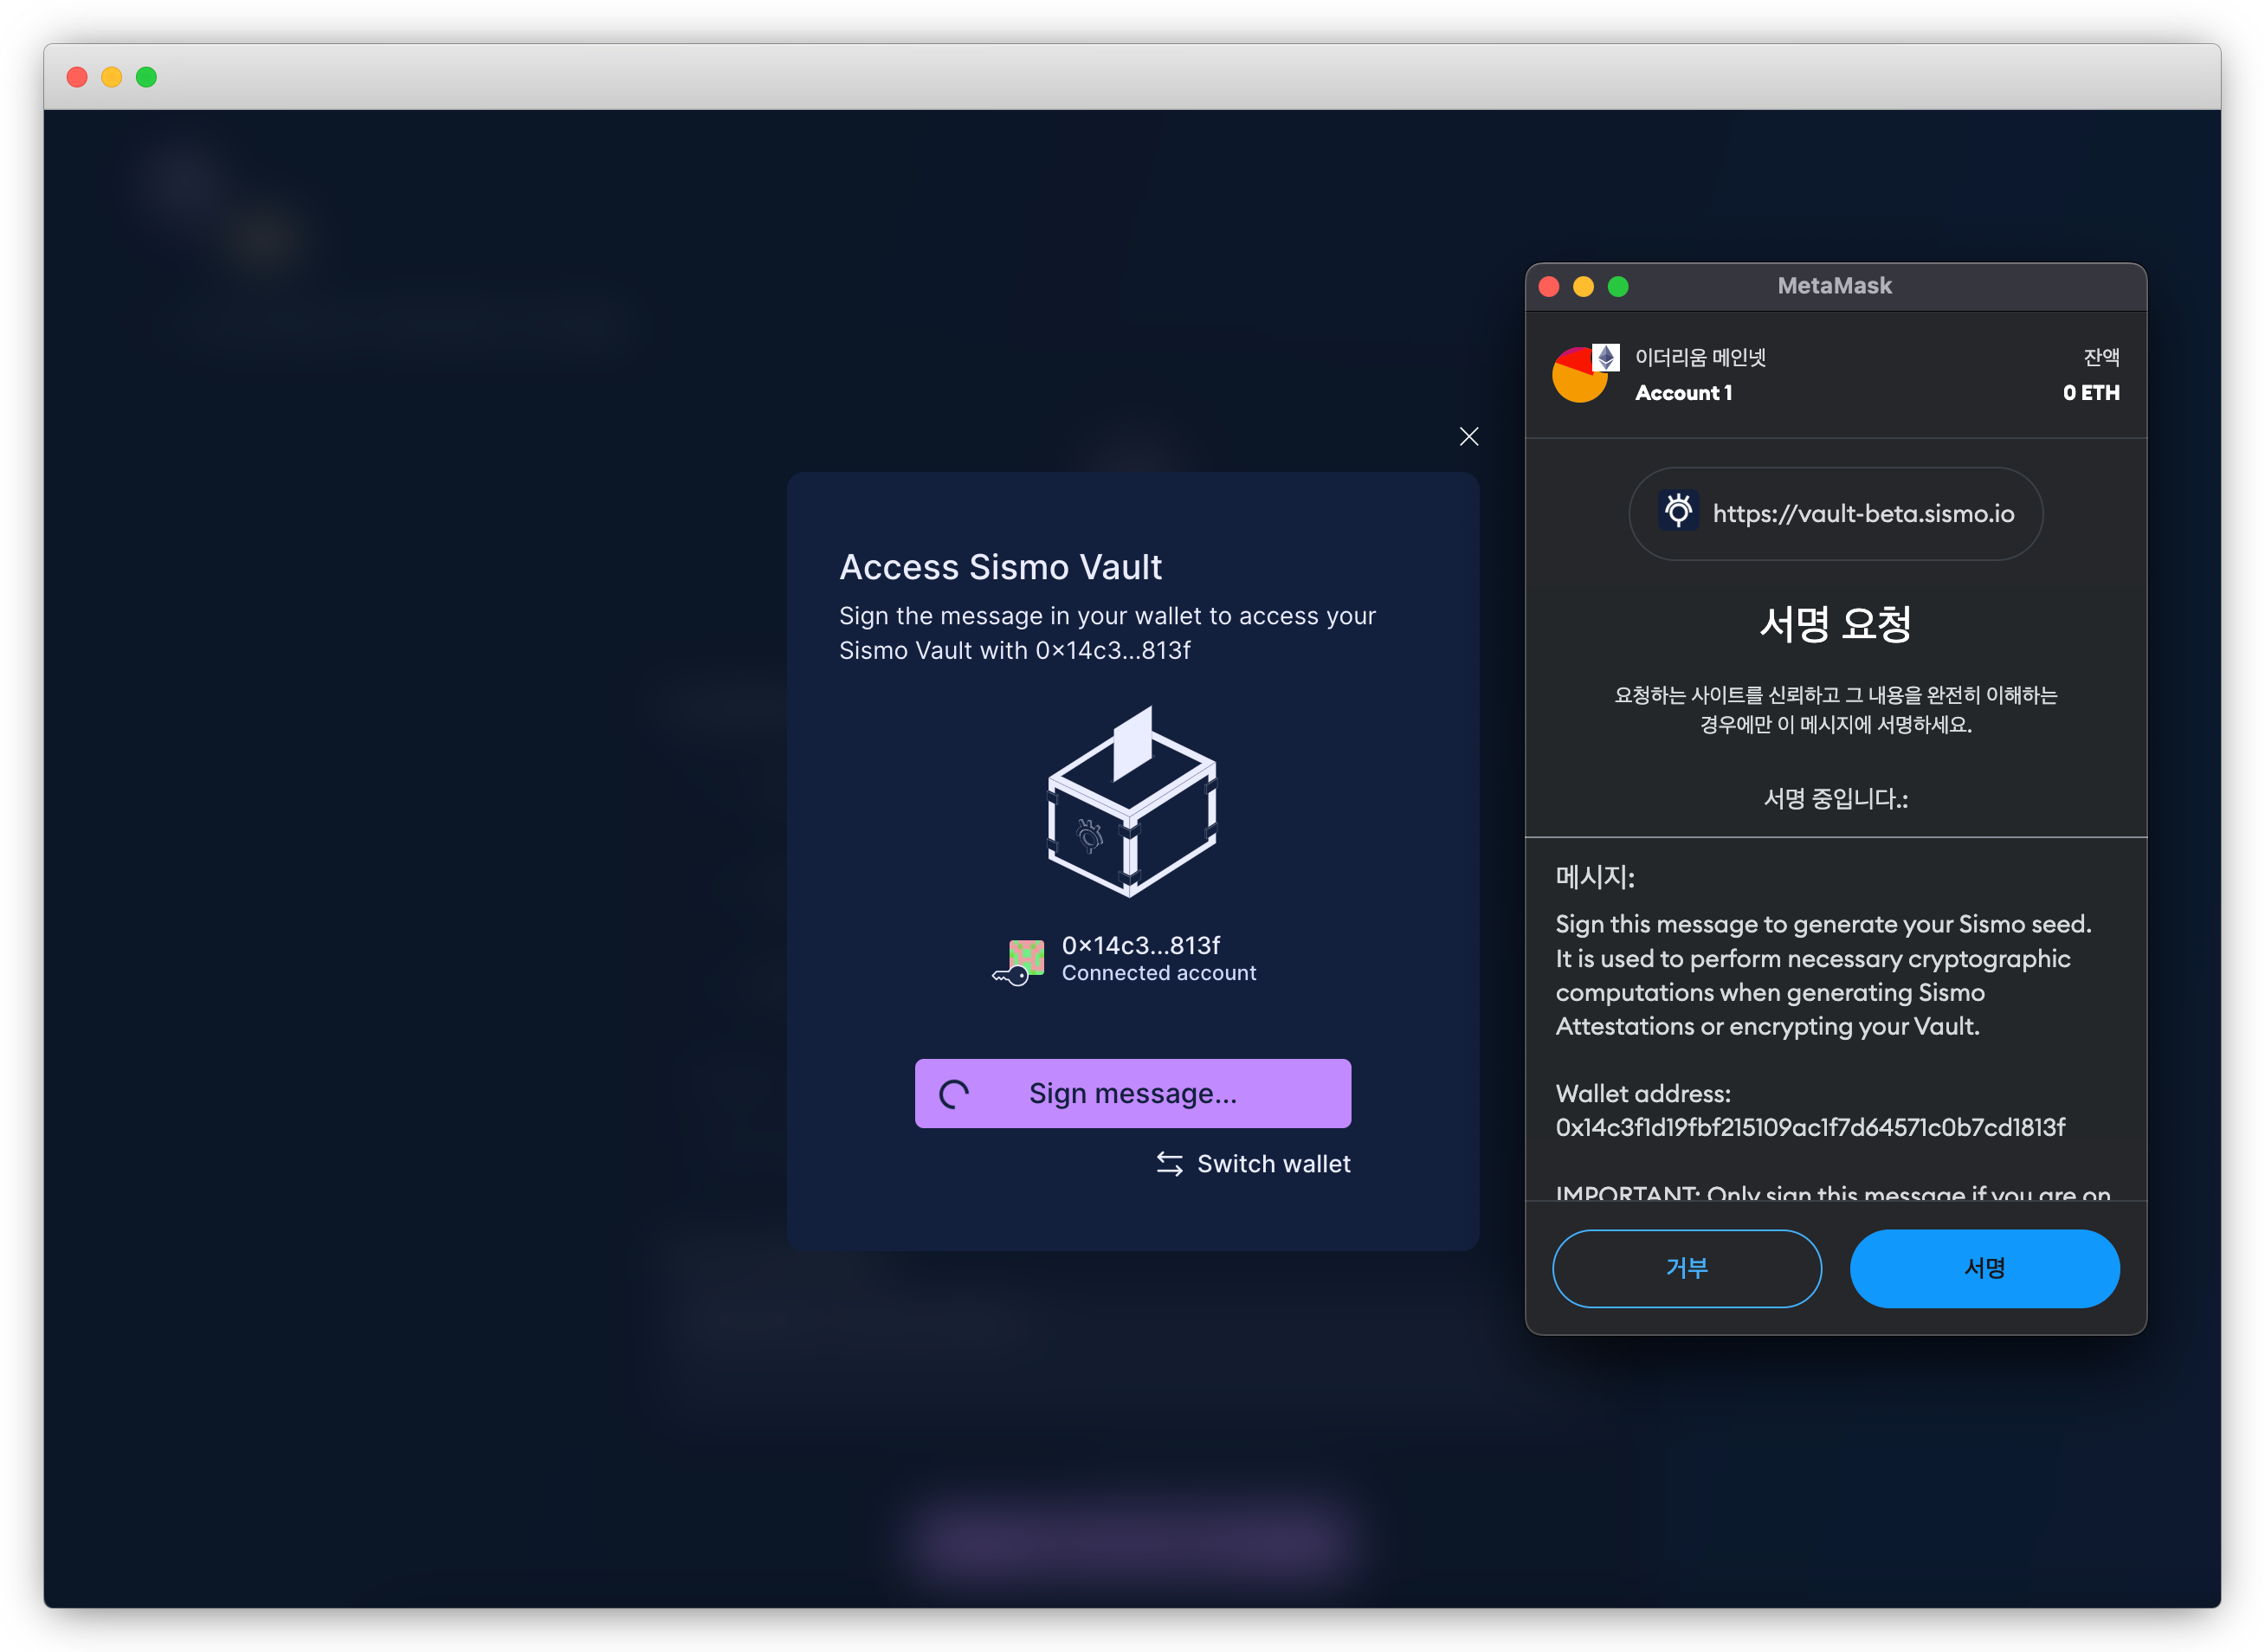 Access Sismo Vault
Sign the message in your wallet to access your
Sismo Vault with 0x14c3...813f
0x14c3...813f
Connected account
Sign message...
Switch wallet
MetaMask
이더리움 메인넷
잔액
Account 1
0 ETH
https://vault-beta.sismo.io
서명 요청
요청하는 사이트를 신뢰하고 그 내용을 완전히 이해하는
경우에만 이 메시지에 서명하세요.
서명 중입니다.:
메시지:
Sign this message to generate your Sismo seed.
It is used to perform necessary cryptographic
computations when generating Sismo
Attestations or encrypting your Vault.
Wallet address:
0x14c3f1d19fbf215109ac1f7d64571c0b7cd1813f
IMPORTANT: Only sign this message if you are on
거부
서명